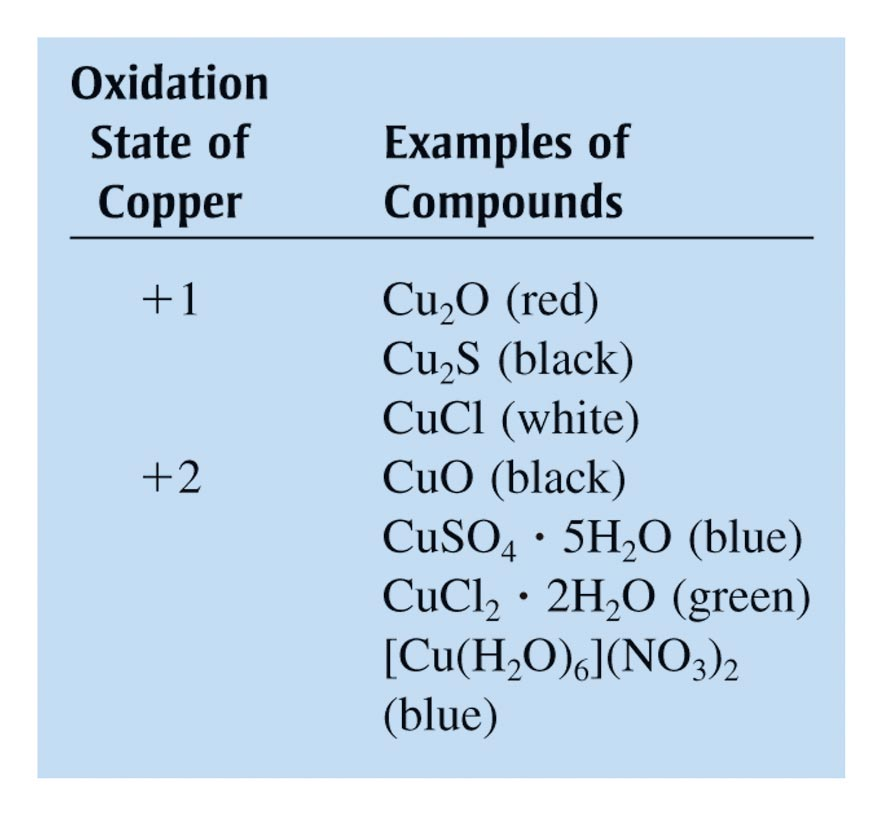 Oxidation
State of Examples of
Copper Compounds
+1 Cu₂O (red)
Cu₂S (black)
CuCl (white)
+2 CuO (black)
CuSO₄ · 5H₂O (blue)
CuCl₂ · 2H₂O (green)
[Cu(H₂O)₆](NO₃)₂
(blue)